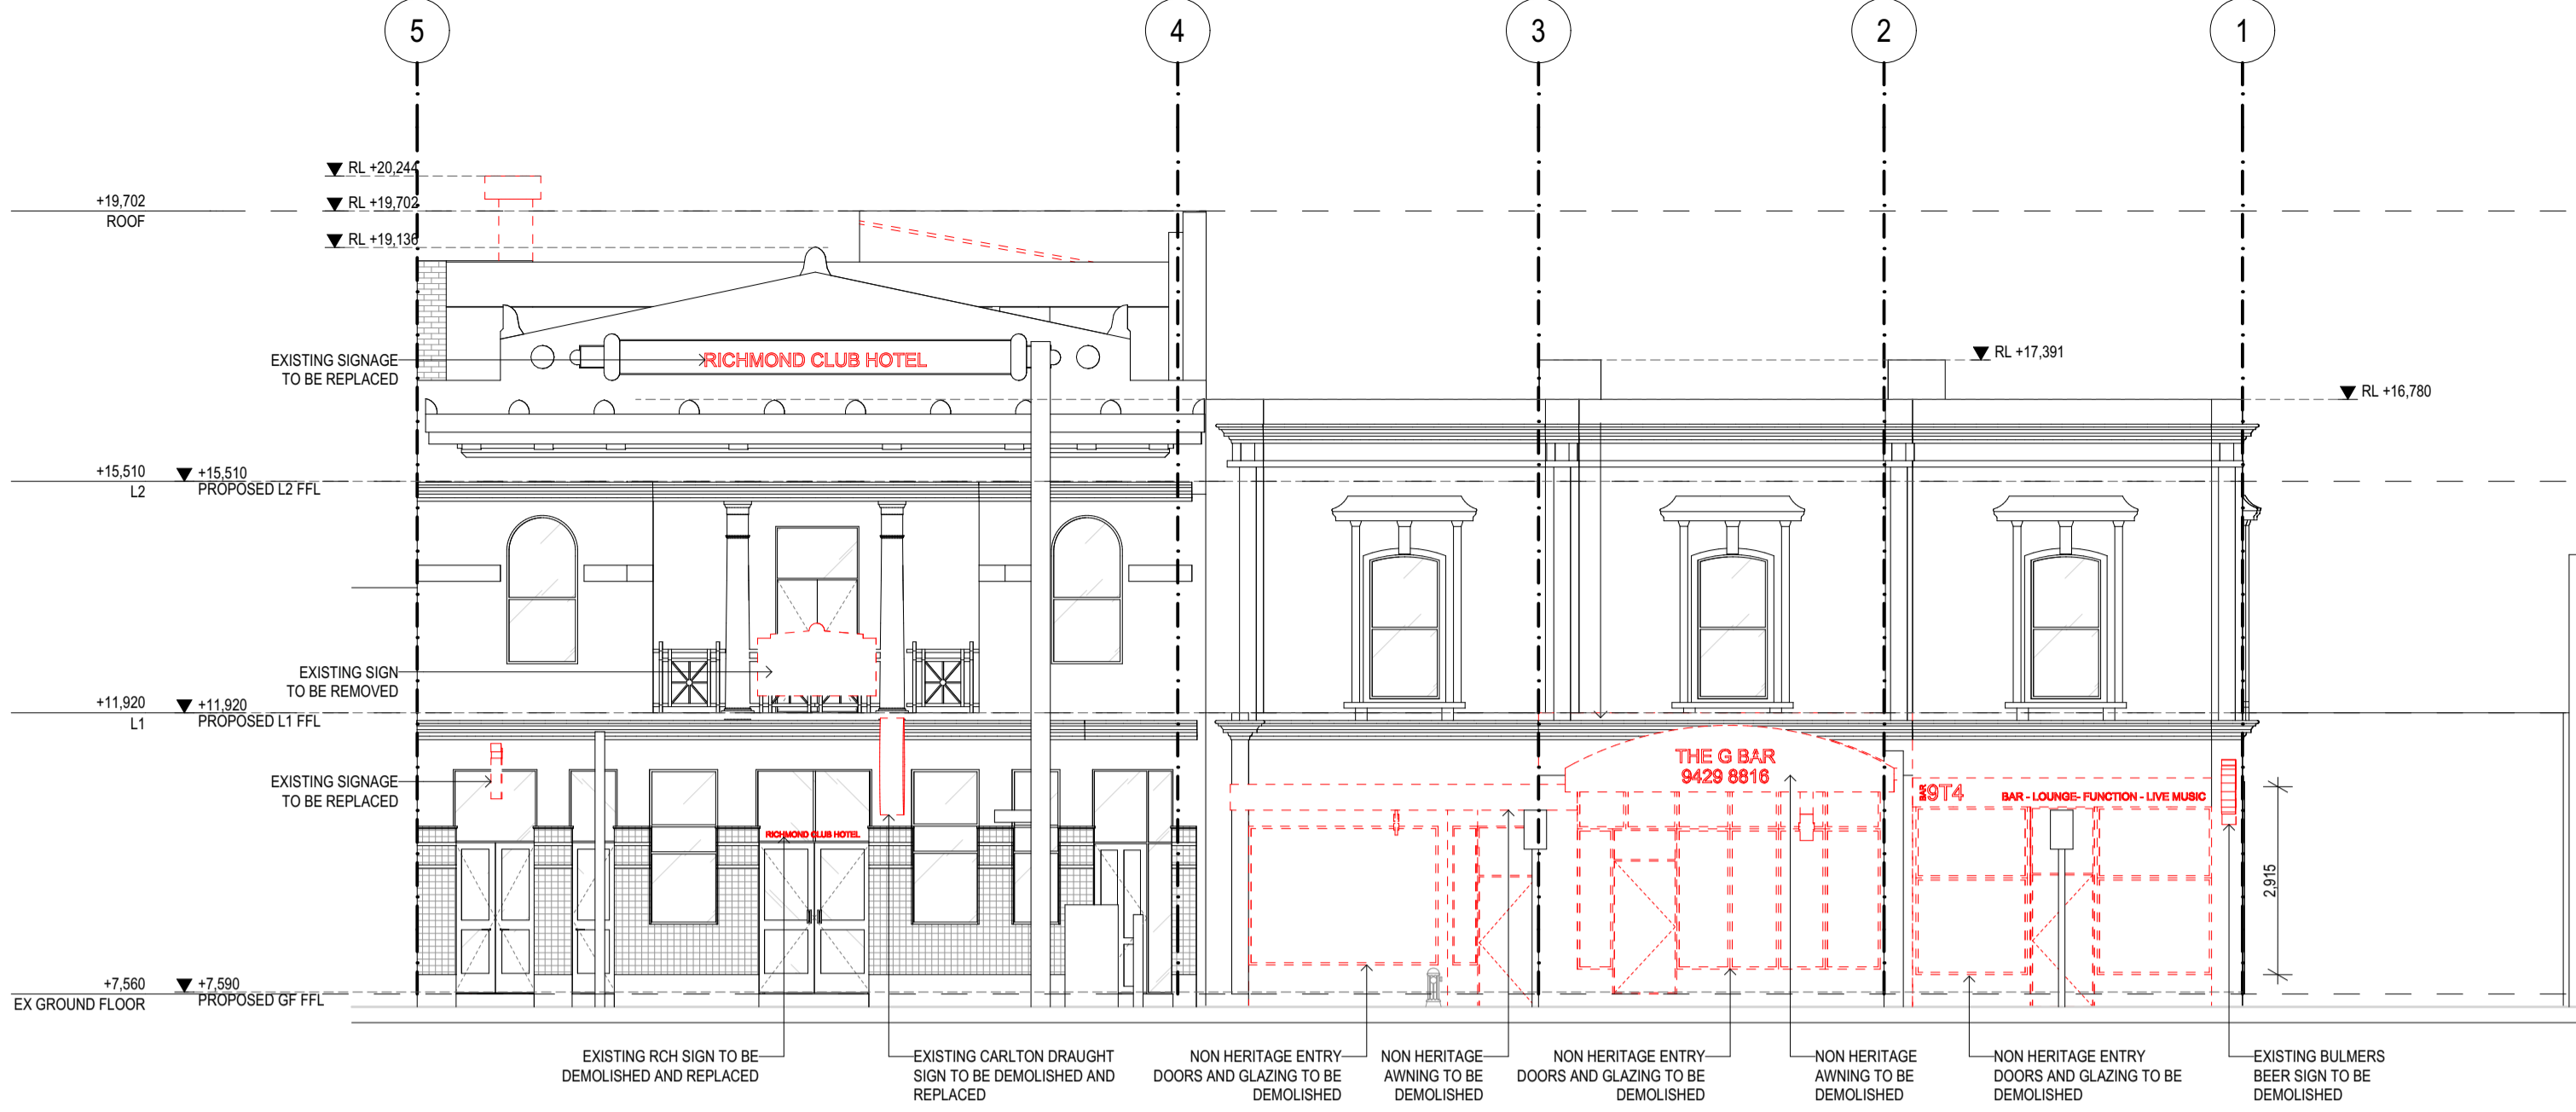 5
4
3
2
1
RL +20,244
+19,702
ROOF
RL +19,702
RL +19,136
RL +17,391
RL +16,780
EXISTING SIGNAGE
TO BE REPLACED
RICHMOND CLUB HOTEL
+15,510
L2
+15,510
PROPOSED L2 FFL
EXISTING SIGN
TO BE REMOVED
+11,920
L1
+11,920
PROPOSED L1 FFL
EXISTING SIGNAGE
TO BE REPLACED
RICHMOND CLUB HOTEL
THE G BAR
9429 8816
BAR
9T4
BAR - LOUNGE- FUNCTION - LIVE MUSIC
2,915
+7,560
EX GROUND FLOOR
+7,590
PROPOSED GF FFL
EXISTING RCH SIGN TO BE
DEMOLISHED AND REPLACED
EXISTING CARLTON DRAUGHT
SIGN TO BE DEMOLISHED AND
REPLACED
NON HERITAGE ENTRY
DOORS AND GLAZING TO BE
DEMOLISHED
NON HERITAGE
AWNING TO BE
DEMOLISHED
NON HERITAGE ENTRY
DOORS AND GLAZING TO BE
DEMOLISHED
NON HERITAGE
AWNING TO BE
DEMOLISHED
NON HERITAGE ENTRY
DOORS AND GLAZING TO BE
DEMOLISHED
EXISTING BULMERS
BEER SIGN TO BE
DEMOLISHED